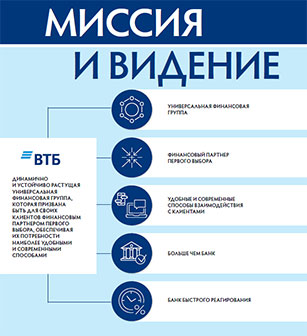 МИССИЯ
И ВИДЕНИЕ
ВТБ
ДИНАМИЧНО
И УСТОЙЧИВО РАСТУЩАЯ
УНИВЕРСАЛЬНАЯ
ФИНАНСОВАЯ ГРУППА,
КОТОРАЯ ПРИЗВАНА
БЫТЬ ДЛЯ СВОИХ
КЛИЕНТОВ ФИНАНСОВЫМ
ПАРТНЕРОМ ПЕРВОГО
ВЫБОРА, ОБЕСПЕЧИВАЯ
ИХ ПОТРЕБНОСТИ
НАИБОЛЕЕ УДОБНЫМИ
И СОВРЕМЕННЫМИ
СПОСОБАМИ
УНИВЕРСАЛЬНАЯ ФИНАНСОВАЯ
ГРУППА
ФИНАНСОВЫЙ ПАРТНЕР
ПЕРВОГО ВЫБОРА
УДОБНЫЕ И СОВРЕМЕННЫЕ
СПОСОБЫ ВЗАИМОДЕЙСТВИЯ
С КЛИЕНТАМИ
БОЛЬШЕ ЧЕМ БАНК
БАНК БЫСТРОГО РЕАГИРОВАНИЯ